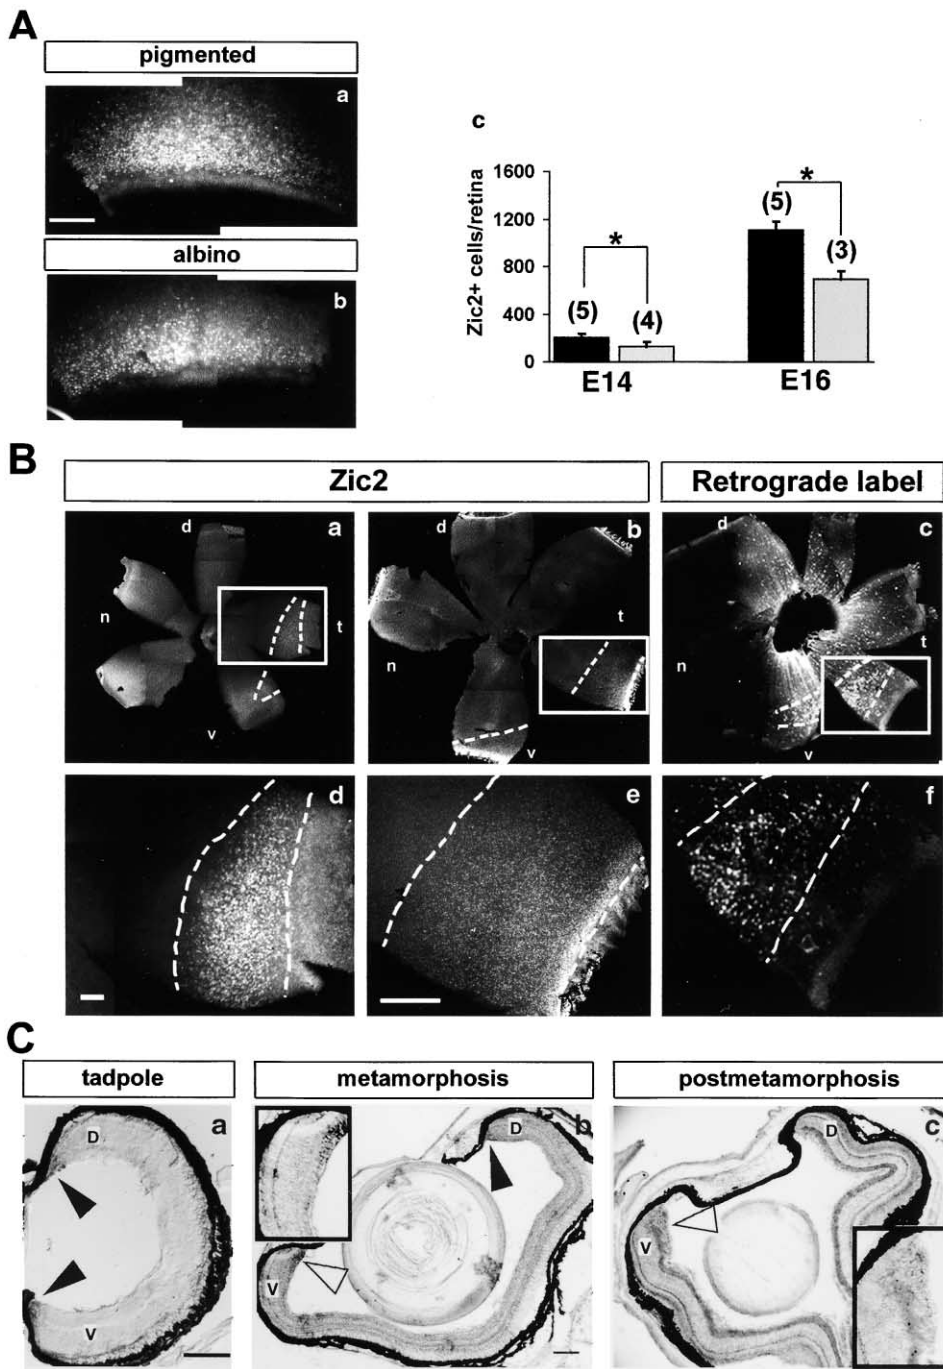 A
pigmented
a
albino
b
c
Zic2+ cells/retina
1600
1200
800
400
0
(5)
*
(4)
(5)
*
(3)
E14
E16
B
Zic2
Retrograde label
a
d
n
t
v
b
d
n
t
v
c
d
n
t
v
d
e
f
C
tadpole
metamorphosis
postmetamorphosis
a
D
V
b
D
V
c
D
V